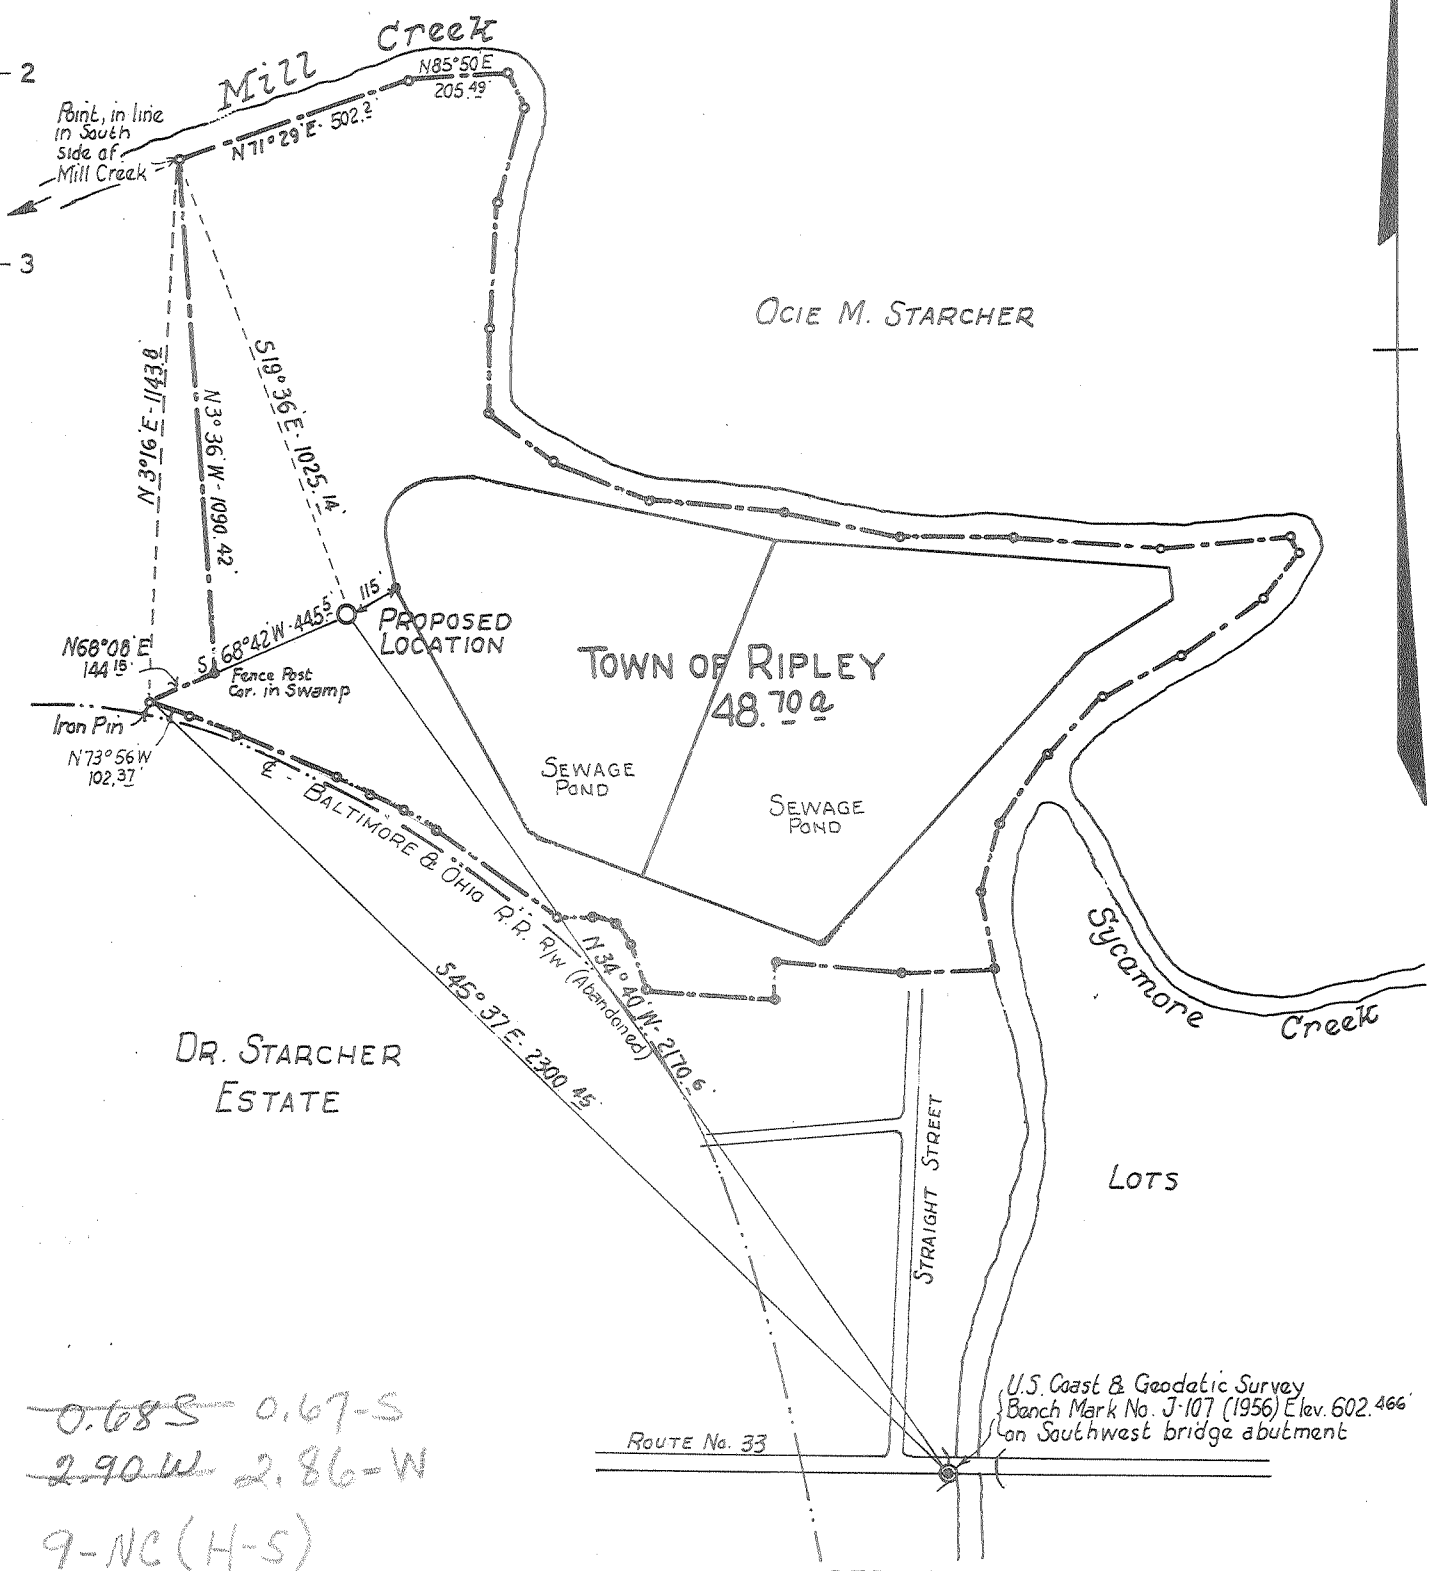 Mill Creek
- 2
N85°50'E
205.49'
Point, in line
in South
side of
Mill Creek
N71°29'E · 502.2'
- 3
OCIE M. STARCHER
N3°16'E - 1143.8
N3°36'W - 1090.42'
S19°36'E · 1025.14'
115'
S 68°42'W · 445.5'
PROPOSED
LOCATION
N68°08'E
144.15'
Fence Post
Cor. in Swamp
TOWN OF RIPLEY
48.70 a
Iron Pin
N73°56'W
102.37'
SEWAGE
POND
SEWAGE
POND
℄ - BALTIMORE & OHIO R.R. R/W (Abandoned)
N34°40'W - 2170.6'
S45°37'E · 2300.45'
Sycamore Creek
DR. STARCHER
ESTATE
STRAIGHT STREET
LOTS
U.S. Coast & Geodetic Survey
Bench Mark No. J-107 (1956) Elev. 602.466'
on Southwest bridge abutment
ROUTE No. 33
0.68S 0.67-S
2.90W 2.86-W
9-NC (H-S)